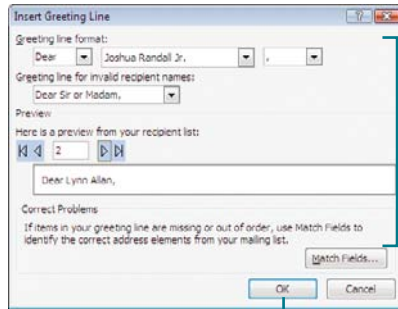 Insert Greeting Line
Greeting line format:
Dear Joshua Randall Jr. ,
Greeting line for invalid recipient names:
Dear Sir or Madam,
Preview
Here is a preview from your recipient list:
2
Dear Lynn Allan,
Correct Problems
If items in your greeting line are missing or out of order, use Match Fields to
identify the correct address elements from your mailing list.
Match Fields...
OK Cancel